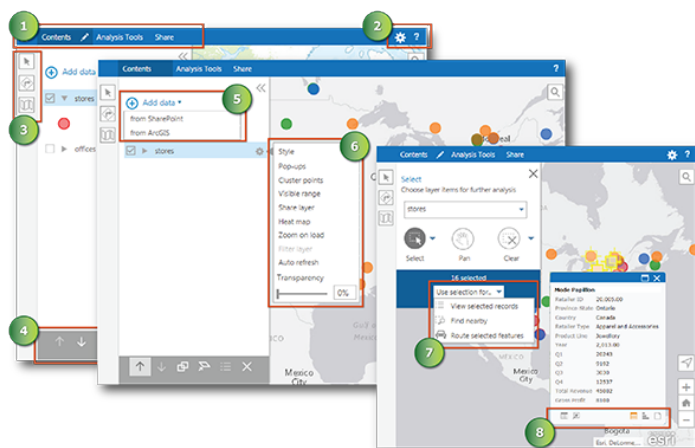 1
Contents
Analysis Tools
Share
2
?
3
Add data
stores
offices
4
Contents
Analysis Tools
Share
?
5
Add data
from SharePoint
from ArcGIS
stores
6
Style
Pop-ups
Cluster points
Visible range
Share layer
Heat map
Zoom on load
Filter layer
Auto refresh
Transparency
0%
Mexico
City
Contents
Analysis Tools
Share
?
Select
Choose layer items for further analysis
stores
Select
Pan
Clear
16 selected
Use selection for...
View selected records
Find nearby
Route selected features
7
MEXICO
Mexico
City
Mode Papillon
Retailer ID 20,005.00
Province State Ontario
Country Canada
Retailer Type Apparel and Accessories
Product Line Jewellery
Year 2,013.00
Q1
Q2
Q3
Q4
Total Revenue
Gross Profit
8
Bogota
esri
Esri, DeLorme...